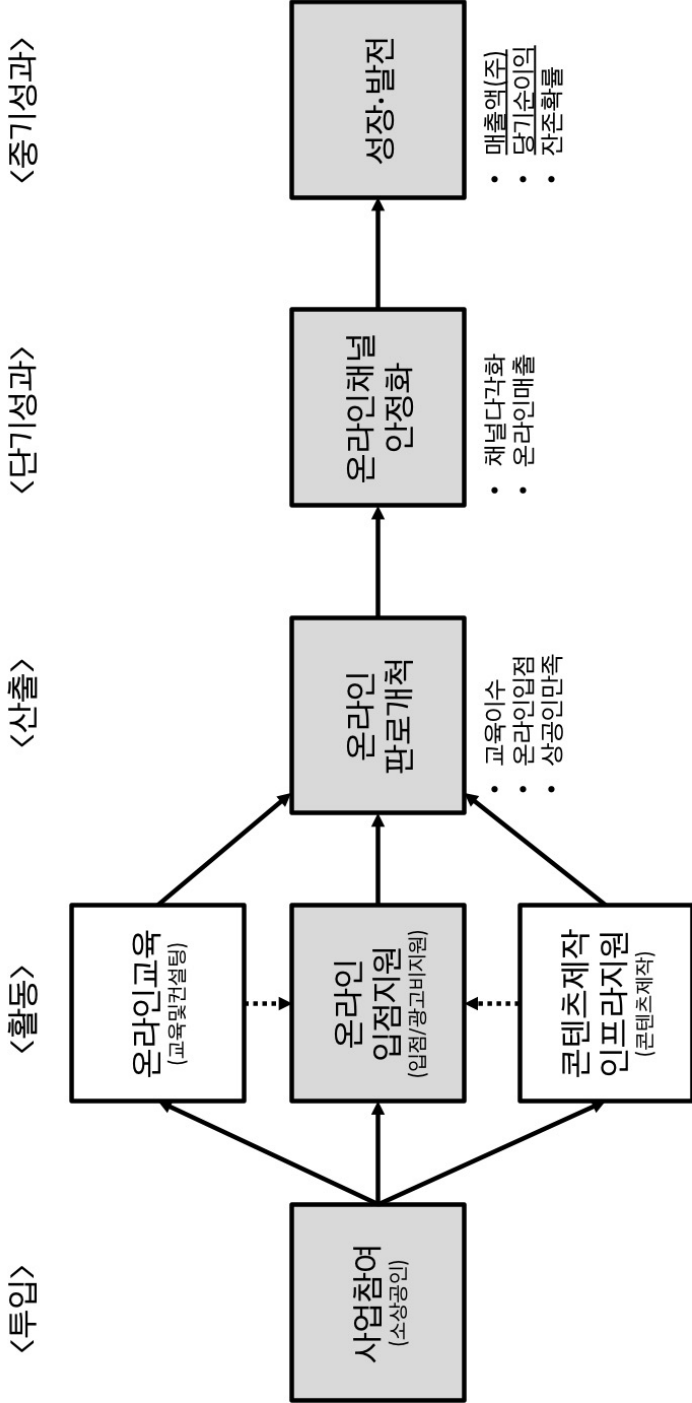 <투입>
<활동>
<산출>
<단기성과>
<중기성과>
사업참여
(소상공인)
온라인교육
(교육및컨설팅)
온라인
입점지원
(입점/광고비지원)
콘텐츠제작
인프라지원
(콘텐츠제작)
온라인
판로개척
• 교육이수
• 온라인입점
• 상공인만족
온라인채널
안정화
• 채널다각화
• 온라인매출
성장·발전
• 매출액(주)
• 당기순이익
• 잔존확률